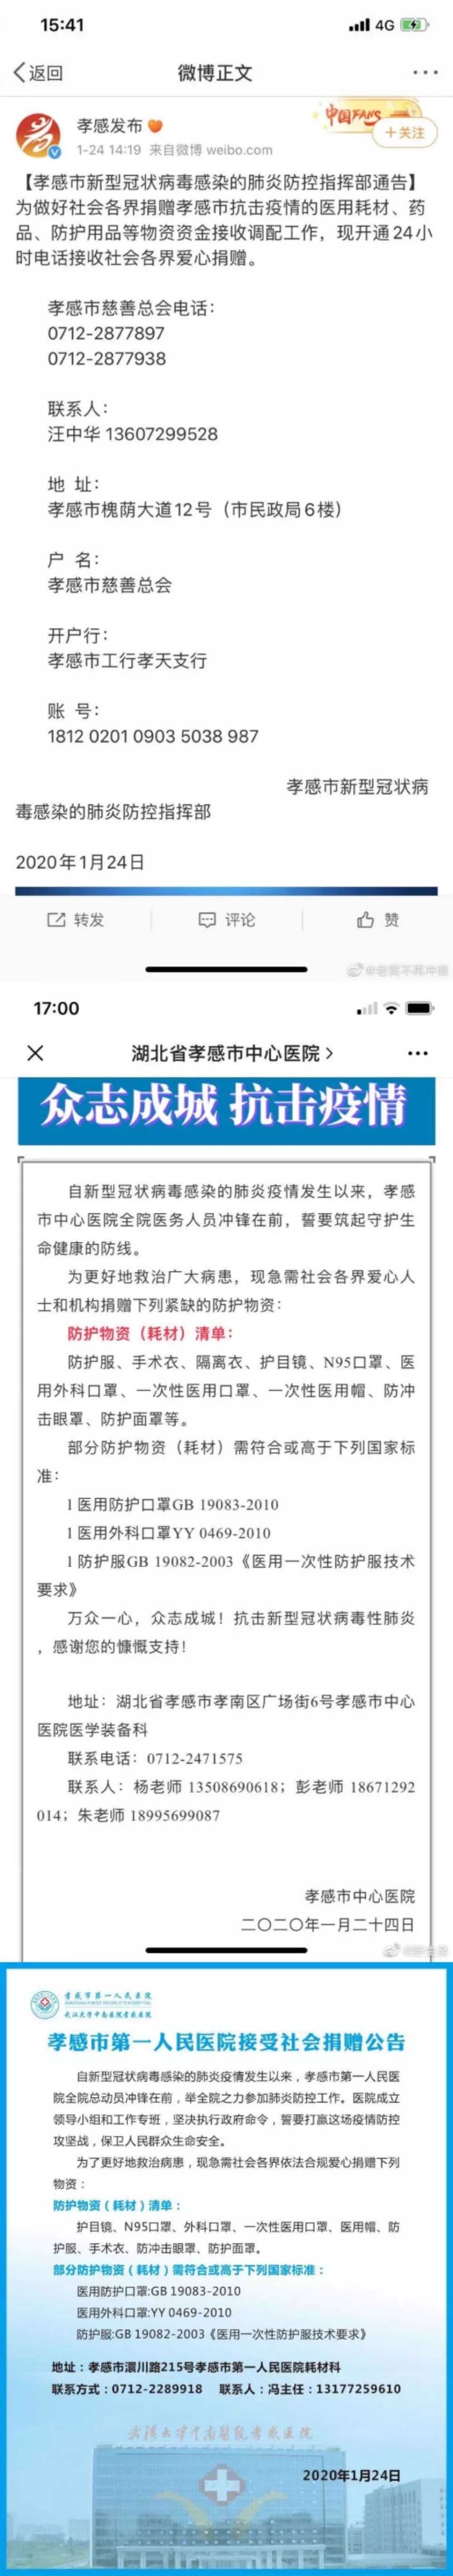 15:41
4G
返回
微博正文
孝感发布
中国FANS
+关注
1-24 14:19 来自微博 weibo.com
【孝感市新型冠状病毒感染的肺炎防控指挥部通告】
为做好社会各界捐赠孝感市抗击疫情的医用耗材、药
品、防护用品等物资资金接收调配工作，现开通24小
时电话接收社会各界爱心捐赠。
孝感市慈善总会电话：
0712-2877897
0712-2877938
联系人：
汪中华 13607299528
地 址：
孝感市槐荫大道12号（市民政局6楼）
户 名：
孝感市慈善总会
开户行：
孝感市工行孝天支行
账 号：
1812 0201 0903 5038 987
孝感市新型冠状病
毒感染的肺炎防控指挥部
2020年1月24日
转发
评论
赞
17:00
湖北省孝感市中心医院
众志成城 抗击疫情
自新型冠状病毒感染的肺炎疫情发生以来，孝感
市中心医院全院医务人员冲锋在前，誓要筑起守护生
命健康的防线。
为更好地救治广大病患，现急需社会各界爱心人
士和机构捐赠下列紧缺的防护物资：
防护物资（耗材）清单：
防护服、手术衣、隔离衣、护目镜、N95口罩、医
用外科口罩、一次性医用口罩、一次性医用帽、防冲
击眼罩、防护面罩等。
部分防护物资（耗材）需符合或高于下列国家标
准：
l 医用防护口罩GB 19083-2010
l 医用外科口罩YY 0469-2010
l 防护服GB 19082-2003《医用一次性防护服技术
要求》
万众一心，众志成城！抗击新型冠状病毒性肺炎
，感谢您的慷慨支持！
地址：湖北省孝感市孝南区广场街6号孝感市中心
医院医学装备科
联系电话：0712-2471575
联系人：杨老师 13508690618；彭老师 18671292
014；朱老师 18995699087
孝感市中心医院
二〇二〇年一月二十四日
孝感市第一人民医院
武汉大学中南医院孝感医院
孝感市第一人民医院接受社会捐赠公告
自新型冠状病毒感染的肺炎疫情发生以来，孝感市第一人民医
院全院总动员冲锋在前，举全院之力参加肺炎防控工作。医院成立
领导小组和工作专班，坚决执行政府命令，誓要打赢这场疫情防控
攻坚战，保卫人民群众生命安全。
为了更好地救治病患，现急需社会各界依法合规爱心捐赠下列
物资：
防护物资（耗材）清单：
护目镜、N95口罩、外科口罩、一次性医用口罩、医用帽、防
护服、手术衣、防冲击眼罩、防护面罩。
部分防护物资（耗材）需符合或高于下列国家标准：
医用防护口罩:GB 19083-2010
医用外科口罩:YY 0469-2010
防护服:GB 19082-2003《医用一次性防护服技术要求》
地址：孝感市澴川路215号孝感市第一人民医院耗材科
联系方式：0712-2289918 联系人：冯主任：13177259610
武汉大学中南医院孝感医院
2020年1月24日